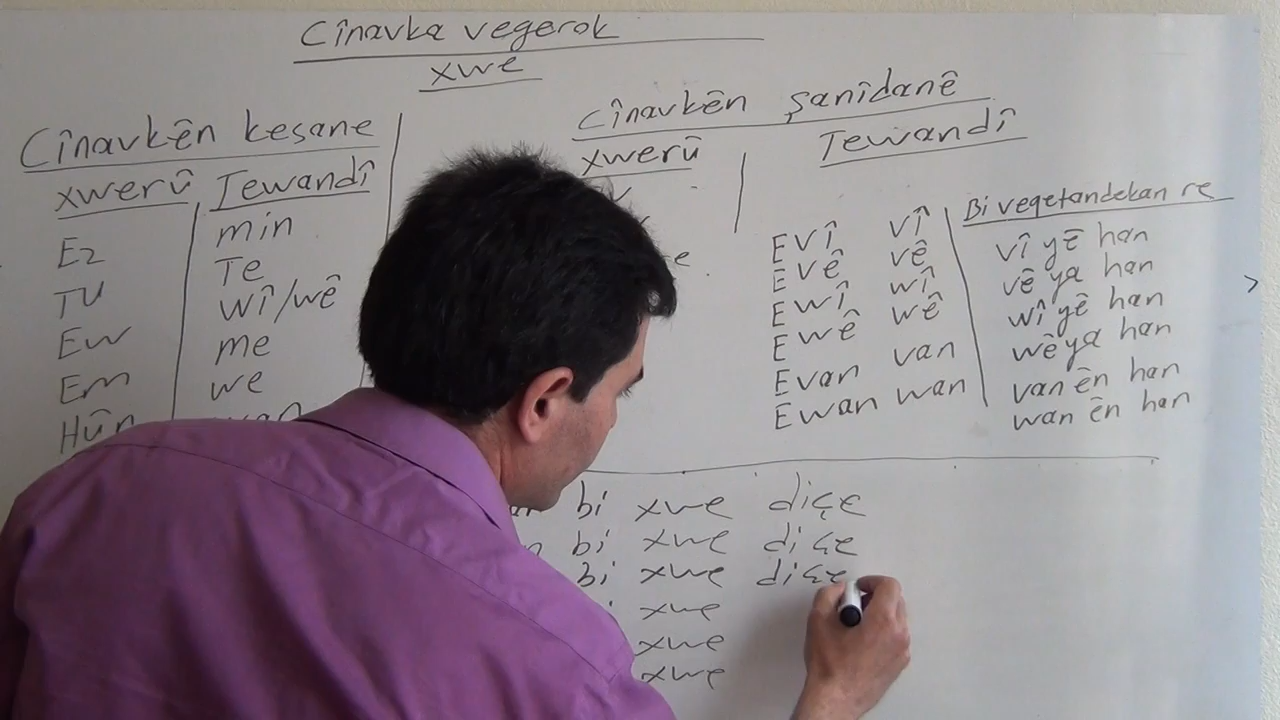 Cînavka vegerok
xwe
Cînavkên kesane
xwerû Tewandî
Ez min
Tu Te
Ew wî/wê
Em me
Hûn we
wan
Cînavkên şanîdanê
xwerû Tewandî
Bi veqetandekan re
Evî vî vî yê han
Evê vê vê ya han
Ewî wî wî yê han
Ewê wê wê ya han
Evan van van ên han
Ewan wan wan ên han
bi xwe diçe
bi xwe diçe
bi xwe diçe
xwe
xwe
xwe